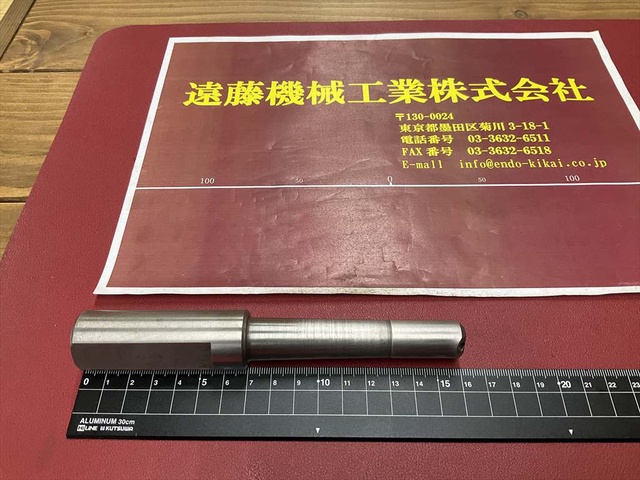 遠藤機械工業株式会社
〒130-0024
東京都墨田区菊川 3-18-1
電話番号 03-3632-6511
FAX 番号 03-3632-6518
E-mail info@endo-kikai.co.jp
100 50 0 50 100
0 1 2 3 4 5 6 7 8 9 10 11 12 13 14 15 16 17 18 19 20 21 22 23
ALUMINUM 30cm
LINE KUTSUWA